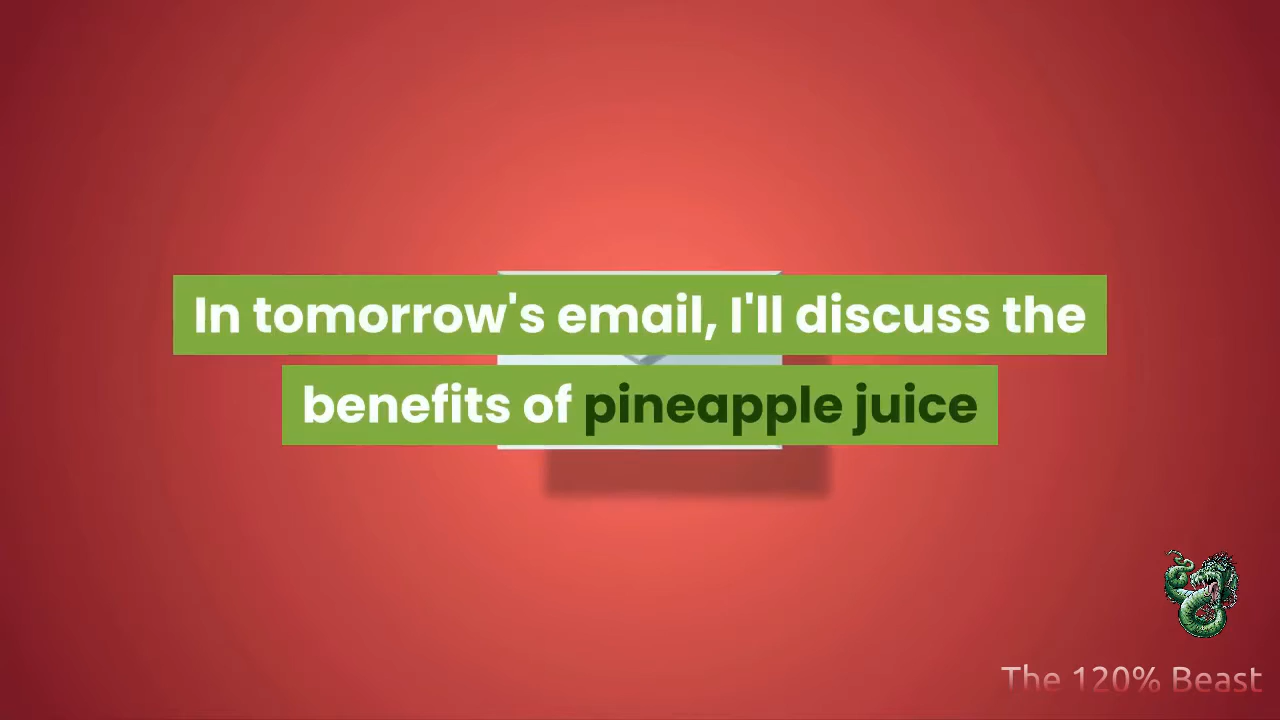 In tomorrow's email, I'll discuss the
benefits of pineapple juice
The 120% Beast